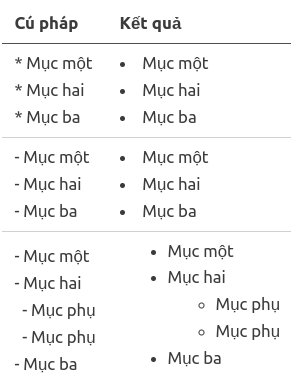 Cú pháp Kết quả
* Mục một • Mục một
* Mục hai • Mục hai
* Mục ba • Mục ba
- Mục một • Mục một
- Mục hai • Mục hai
- Mục ba • Mục ba
- Mục một • Mục một
- Mục hai • Mục hai
- Mục phụ ◦ Mục phụ
- Mục phụ ◦ Mục phụ
- Mục ba • Mục ba